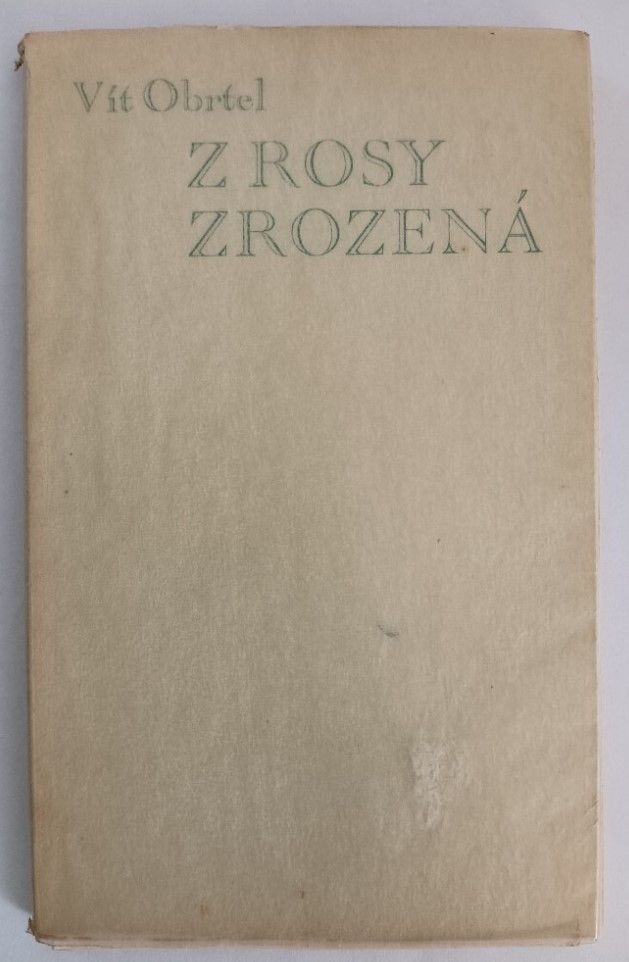 Vít Obrtel
Z ROSY
ZROZENÁ